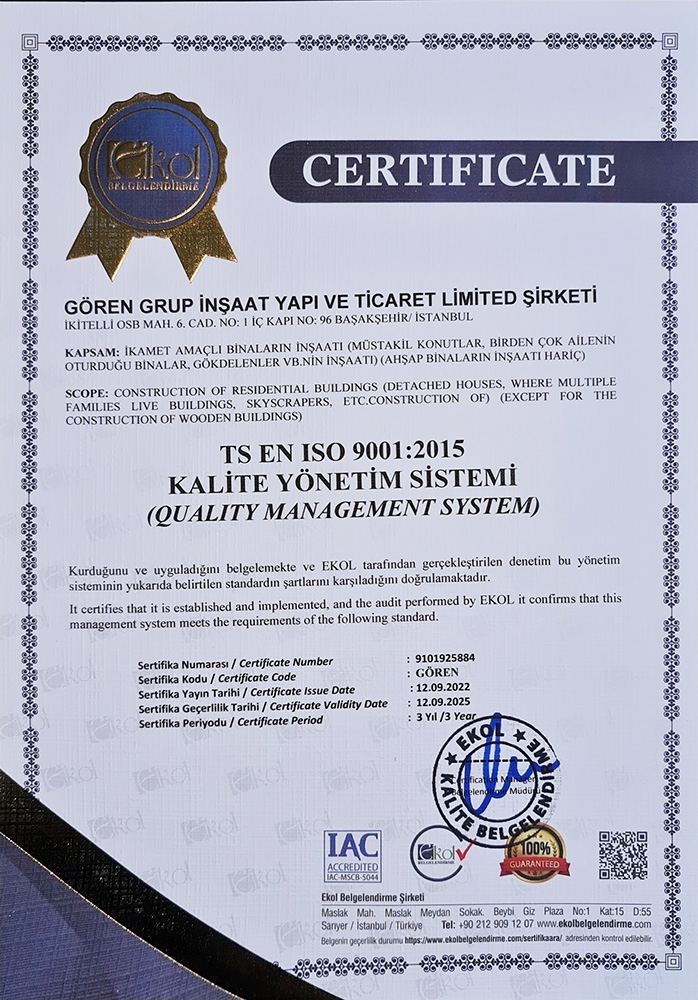 Ekol
BELGELENDİRME
CERTIFICATE
GÖREN GRUP İNŞAAT YAPI VE TİCARET LİMİTED ŞİRKETİ
İKİTELLİ OSB MAH. 6. CAD. NO: 1 İÇ KAPI NO: 96 BAŞAKŞEHİR/ İSTANBUL
KAPSAM: İKAMET AMAÇLI BİNALARIN İNŞAATI (MÜSTAKİL KONUTLAR, BİRDEN ÇOK AİLENİN
OTURDUĞU BİNALAR, GÖKDELENLER VB.NİN İNŞAATI) (AHŞAP BİNALARIN İNŞAATI HARİÇ)
SCOPE: CONSTRUCTION OF RESIDENTIAL BUILDINGS (DETACHED HOUSES, WHERE MULTIPLE
FAMILIES LIVE BUILDINGS, SKYSCRAPERS, ETC.CONSTRUCTION OF) (EXCEPT FOR THE
CONSTRUCTION OF WOODEN BUILDINGS)
TS EN ISO 9001:2015
KALİTE YÖNETİM SİSTEMİ
(QUALITY MANAGEMENT SYSTEM)
Kurduğunu ve uyguladığını belgelemekte ve EKOL tarafından gerçekleştirilen denetim bu yönetim
sisteminin yukarıda belirtilen standardın şartlarını karşıladığını doğrulamaktadır.
It certifies that it is established and implemented, and the audit performed by EKOL it confirms that this
management system meets the requirements of the following standard.
Sertifika Numarası / Certificate Number : 9101925884
Sertifika Kodu / Certificate Code : GÖREN
Sertifika Yayın Tarihi / Certificate Issue Date : 12.09.2022
Sertifika Geçerlilik Tarihi / Certificate Validity Date : 12.09.2025
Sertifika Periyodu / Certificate Period : 3 Yıl /3 Year
EKOL
KALİTE BELGELENDİRME
Certification Manager
Belgelendirme Müdürü
IAC
ACCREDITED
IAC-MSCB-S044
Ekol
BELGELENDİRME
100%
GUARANTEED
Ekol Belgelendirme Şirketi
Maslak Mah. Maslak Meydan Sokak. Beybi Giz Plaza No:1 Kat:15 D:55
Sarıyer / İstanbul / Türkiye Tel: +90 212 909 12 07 www.ekolbelgelendirme.com
Belgenin geçerlilik durumu https://www.ekolbelgelendirme.com/sertifikaara/ adresinden kontrol edilebilir.